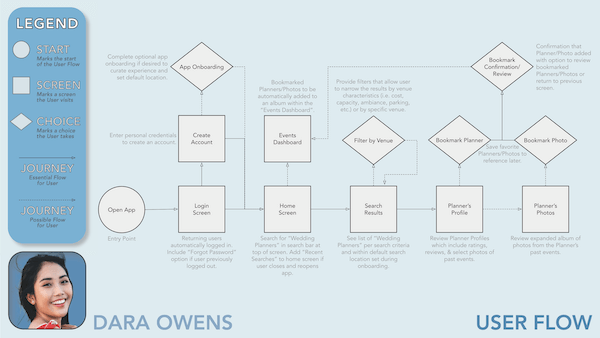 LEGEND
START
Marks the start
of the User Flow
SCREEN
Marks a screen
the User visits
CHOICE
Marks a choice
the User takes
JOURNEY
Essential Flow
for User
JOURNEY
Possible Flow
for User
Complete optional app
onboarding if desired to
curate experience and
set default location.
App Onboarding
Bookmarked
Planners/Photos to be
automatically added to
an album within the
"Events Dashboard".
Provide filters that allow user
to narrow the results by venue
characteristics (i.e. cost,
capacity, ambiance, parking,
etc.) or by specific venue.
Bookmark
Confirmation/
Review
Confirmation that
Planner/Photo
added with
option to review
bookmarked
Planners/Photos or
return to previous
screen.
Enter personal credentials
to create an account.
Create
Account
Events
Dashboard
Filter by Venue
Bookmark Planner
Save favorite
Planners/Photos to
reference later.
Bookmark Photo
Open App
Entry Point
Login
Screen
Returning users
automatically logged in.
Include "Forgot Password"
option if user previously
logged out.
Home
Screen
Search for "Wedding
Planners" in search bar at
top of screen. Add "Recent
Searches" to home screen if
user closes and reopens
app.
Search
Results
See list of "Wedding
Planners" per search criteria
and within default search
location set during
onboarding.
Planner's
Profile
Review Planner Profiles
which include ratings,
reviews, & select photos of
past events.
Planner's
Photos
Review expanded album of
photos from the Planner's
past events.
DARA OWENS
USER FLOW